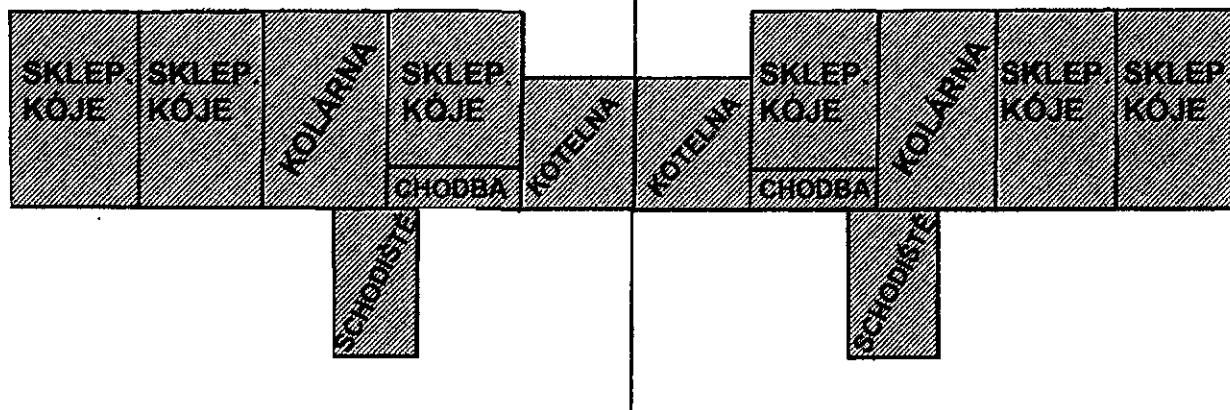 SKLEP.
KÓJE
SKLEP.
KÓJE
KOLÁRNA
SKLEP.
KÓJE
CHODBA
KOTELNA
KOTELNA
SKLEP.
KÓJE
CHODBA
KOLÁRNA
SKLEP.
KÓJE
SKLEP
KÓJE
SCHODIŠTĚ
SCHODIŠTĚ